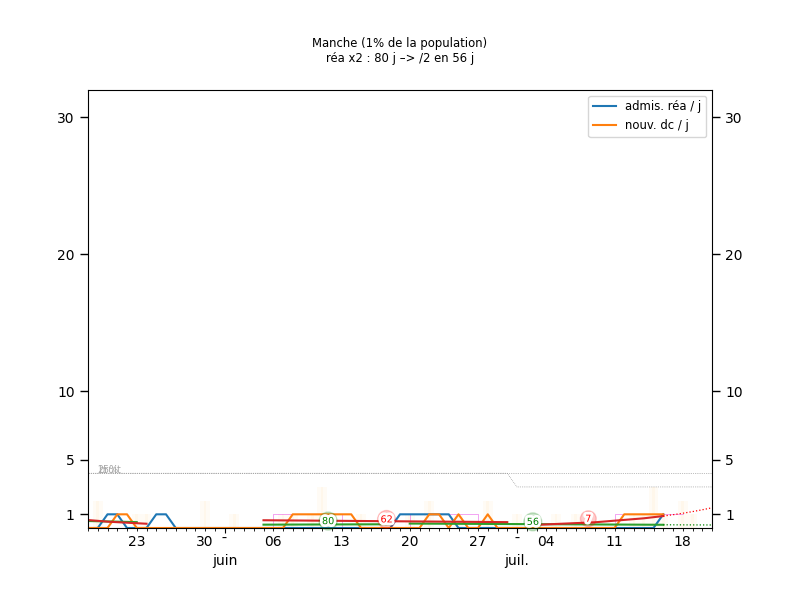 Manche (1% de la population)
réa x2 : 80 j –> /2 en 56 j
admis. réa / j
nouv. dc / j
30 30
20 20
10 10
5 5
1 1
80 62 56 7
23 30 - 06 13 20 27 - 04 11 18
juin juil.